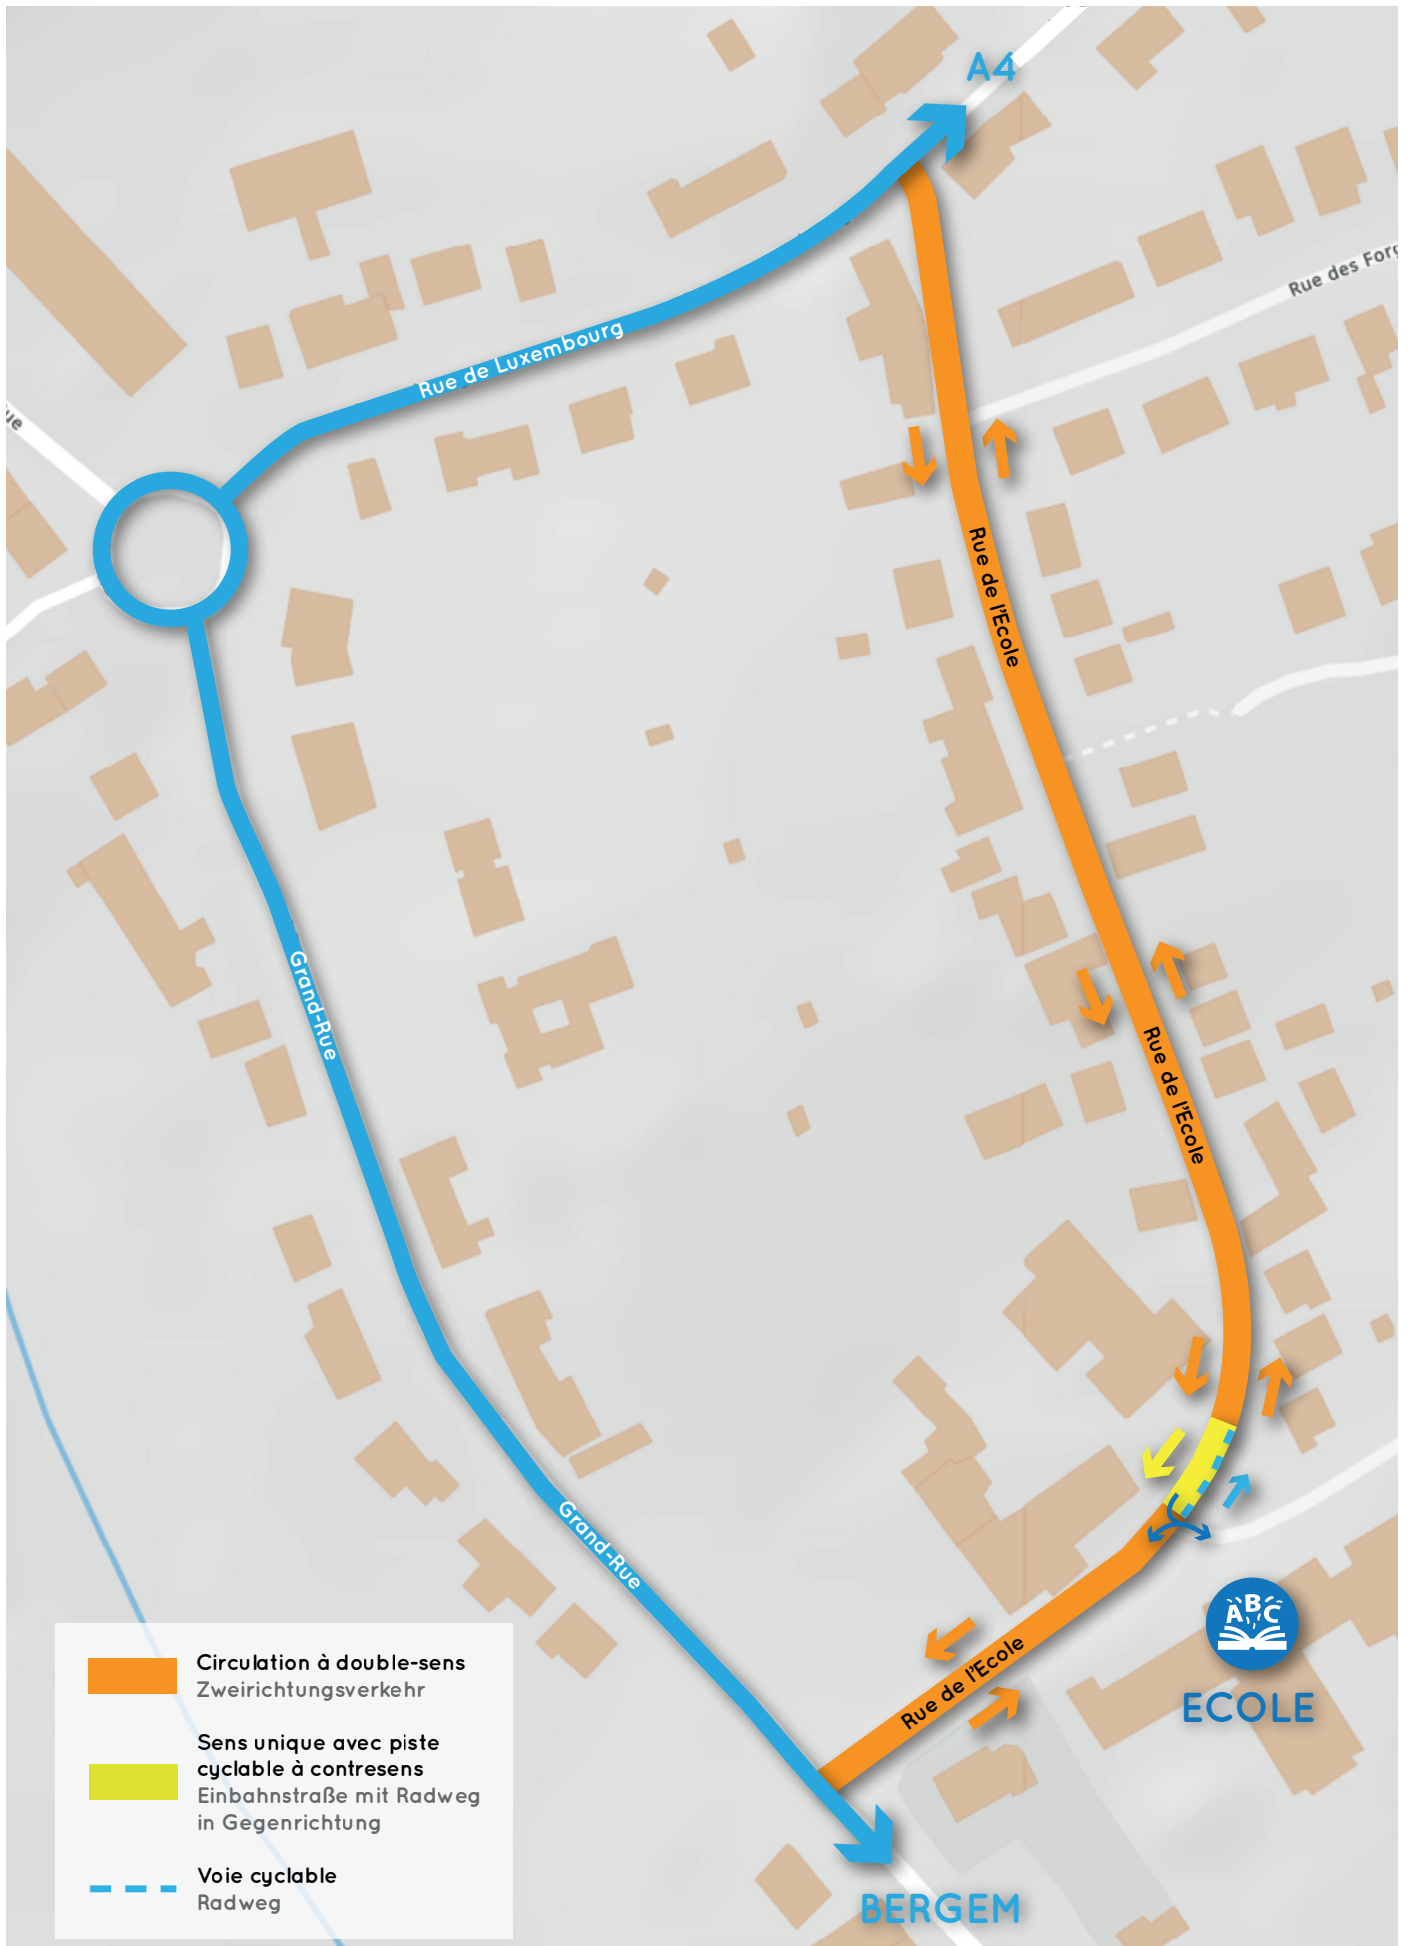 A4
Rue des Forg
Rue de Luxembourg
ue
Rue de l'Ecole
Grand-Rue
Rue de l'Ecole
Grand-Rue
ABC
Rue de l'Ecole
ECOLE
BERGEM
Circulation à double-sens
Zweirichtungsverkehr
Sens unique avec piste
cyclable à contresens
Einbahnstraße mit Radweg
in Gegenrichtung
Voie cyclable
Radweg